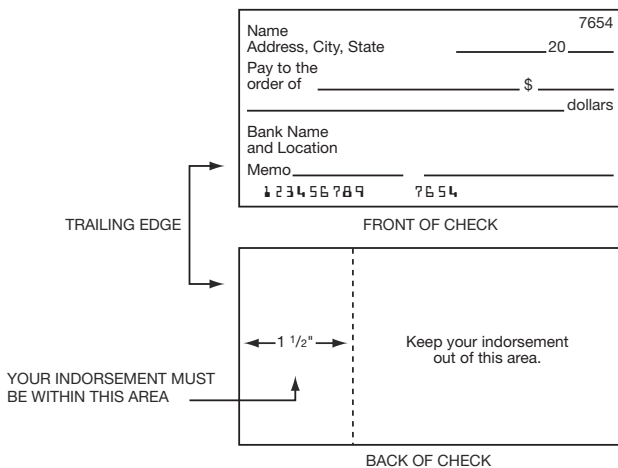 7654
Name
Address, City, State 20
Pay to the
order of $
dollars
Bank Name
and Location
Memo
123456789 7654
TRAILING EDGE
FRONT OF CHECK
1 1/2"
Keep your indorsement
out of this area.
YOUR INDORSEMENT MUST
BE WITHIN THIS AREA
BACK OF CHECK